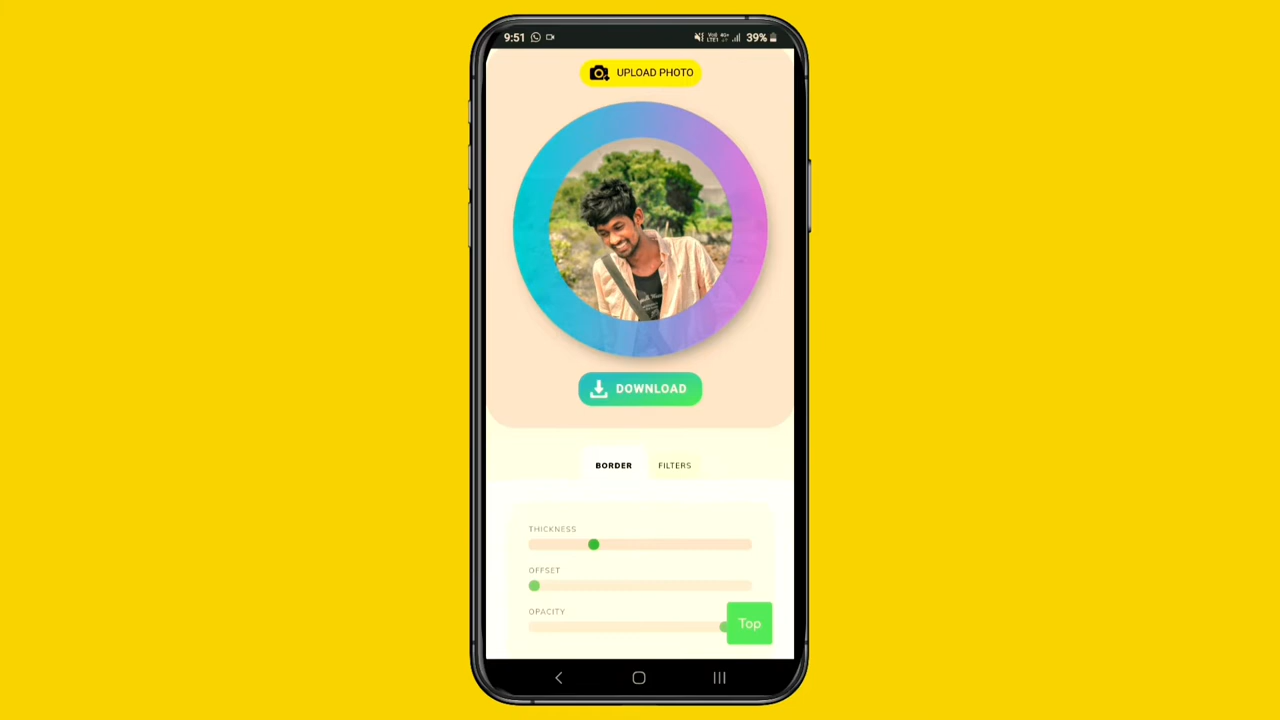 9:51
39%
UPLOAD PHOTO
DOWNLOAD
BORDER FILTERS
THICKNESS
OFFSET
OPACITY
Top